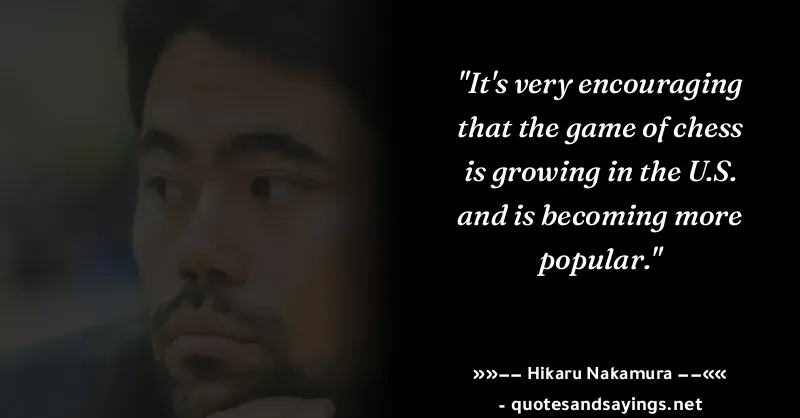 "It's very encouraging
that the game of chess
is growing in the U.S.
and is becoming more
popular."
»»−− Hikaru Nakamura −−««
- quotesandsayings.net